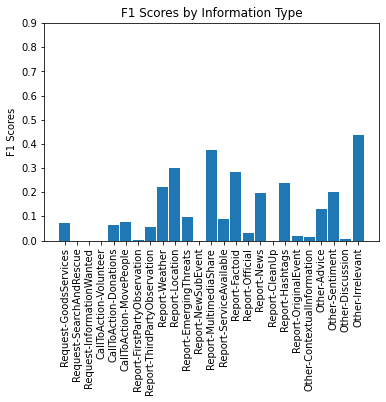 F1 Scores by Information Type
F1 Scores
0.9
0.8
0.7
0.6
0.5
0.4
0.3
0.2
0.1
0.0
Request-GoodsServices
Request-SearchAndRescue
Request-InformationWanted
CallToAction-Volunteer
CallToAction-Donations
CallToAction-MovePeople
Report-FirstPartyObservation
Report-ThirdPartyObservation
Report-Weather
Report-Location
Report-EmergingThreats
Report-NewSubEvent
Report-MultimediaShare
Report-ServiceAvailable
Report-Factoid
Report-Official
Report-News
Report-CleanUp
Report-Hashtags
Report-OriginalEvent
Other-ContextualInformation
Other-Advice
Other-Sentiment
Other-Discussion
Other-Irrelevant